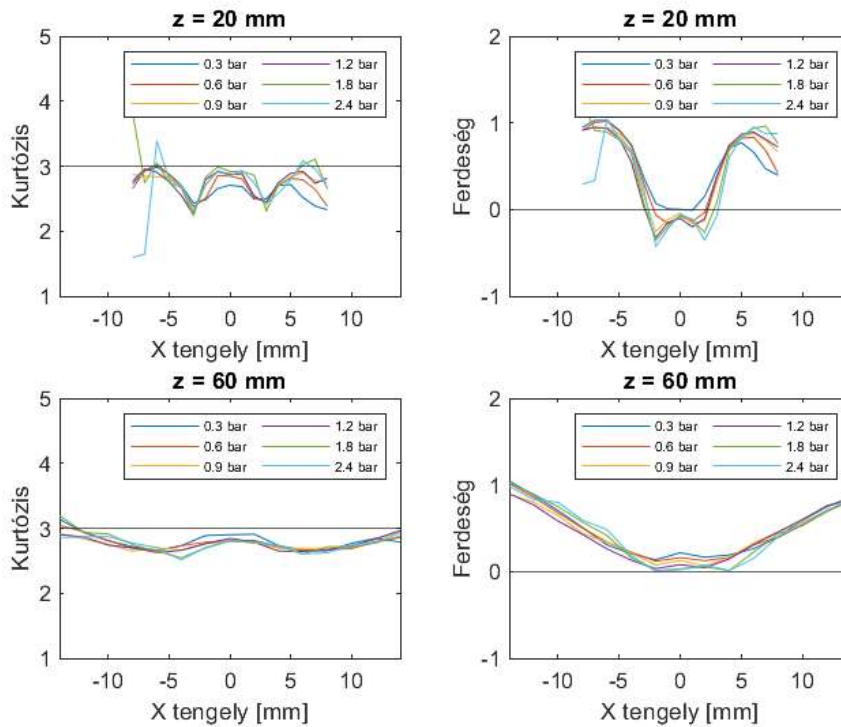 z = 20 mm
Kurtózis
5
4
3
2
1
0.3 bar 1.2 bar
0.6 bar 1.8 bar
0.9 bar 2.4 bar
-10 -5 0 5 10
X tengely [mm]
z = 20 mm
Ferdeség
2
1
0
-1
0.3 bar 1.2 bar
0.6 bar 1.8 bar
0.9 bar 2.4 bar
-10 -5 0 5 10
X tengely [mm]
z = 60 mm
Kurtózis
5
4
3
2
1
0.3 bar 1.2 bar
0.6 bar 1.8 bar
0.9 bar 2.4 bar
-10 -5 0 5 10
X tengely [mm]
z = 60 mm
Ferdeség
2
1
0
-1
0.3 bar 1.2 bar
0.6 bar 1.8 bar
0.9 bar 2.4 bar
-10 -5 0 5 10
X tengely [mm]